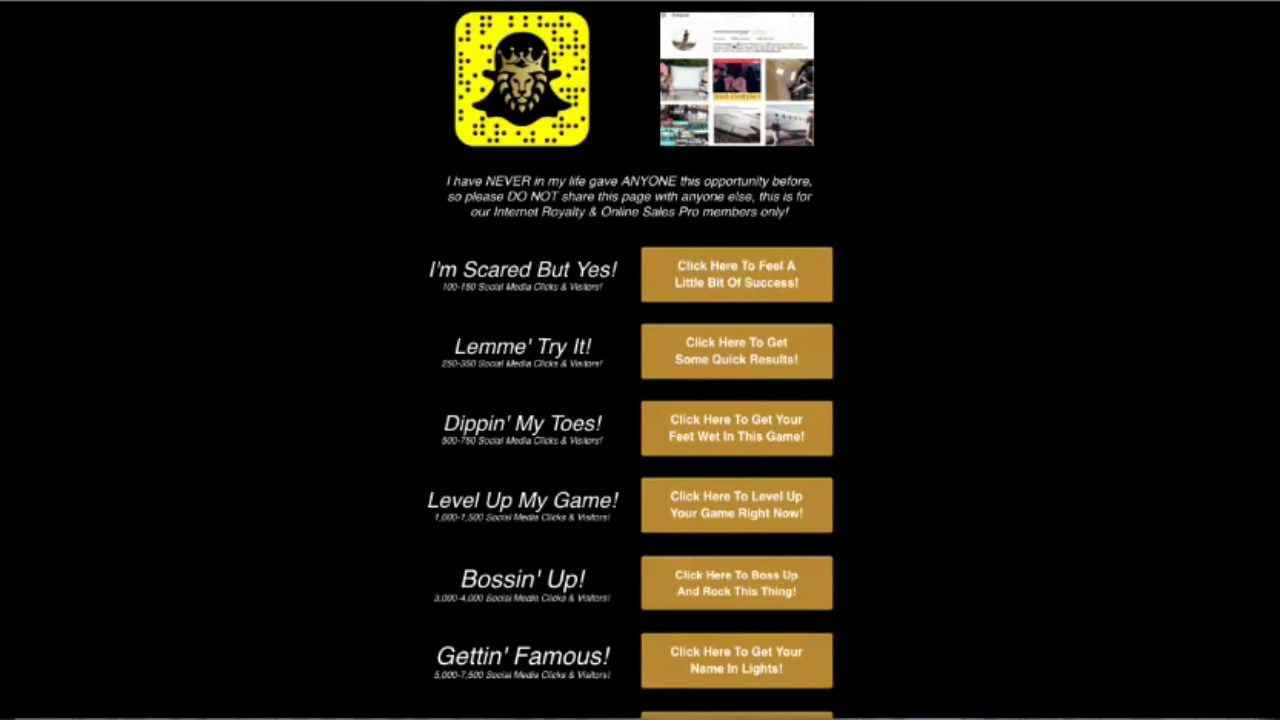 I have NEVER in my life gave ANYONE this opportunity before,
so please DO NOT share this page with anyone else, this is for
our Internet Royalty & Online Sales Pro members only!
I'm Scared But Yes!
100-150 Social Media Clicks & Visitors!
Click Here To Feel A
Little Bit Of Success!
Lemme' Try It!
250-350 Social Media Clicks & Visitors!
Click Here To Get
Some Quick Results!
Dippin' My Toes!
500-750 Social Media Clicks & Visitors!
Click Here To Get Your
Feet Wet In This Game!
Level Up My Game!
1,000-1,500 Social Media Clicks & Visitors!
Click Here To Level Up
Your Game Right Now!
Bossin' Up!
3,000-4,000 Social Media Clicks & Visitors!
Click Here To Boss Up
And Rock This Thing!
Gettin' Famous!
5,000-7,500 Social Media Clicks & Visitors!
Click Here To Get Your
Name In Lights!